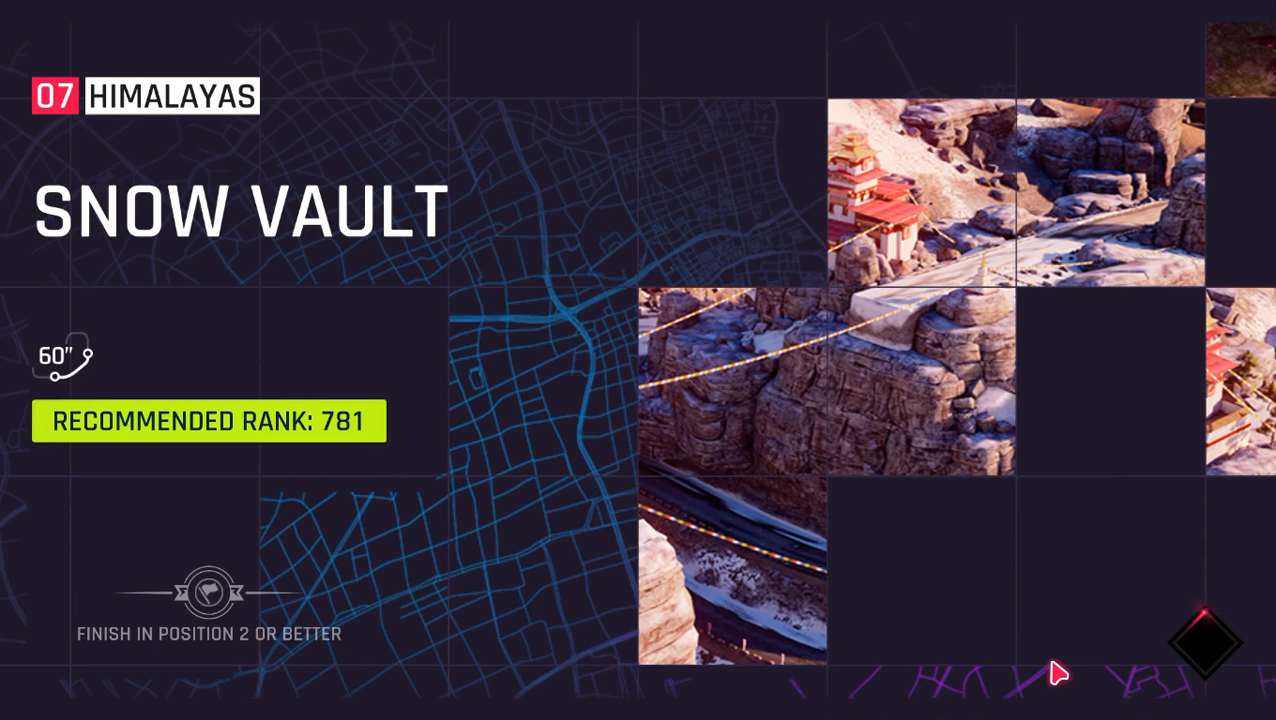 07 HIMALAYAS
SNOW VAULT
60"
RECOMMENDED RANK: 781
FINISH IN POSITION 2 OR BETTER